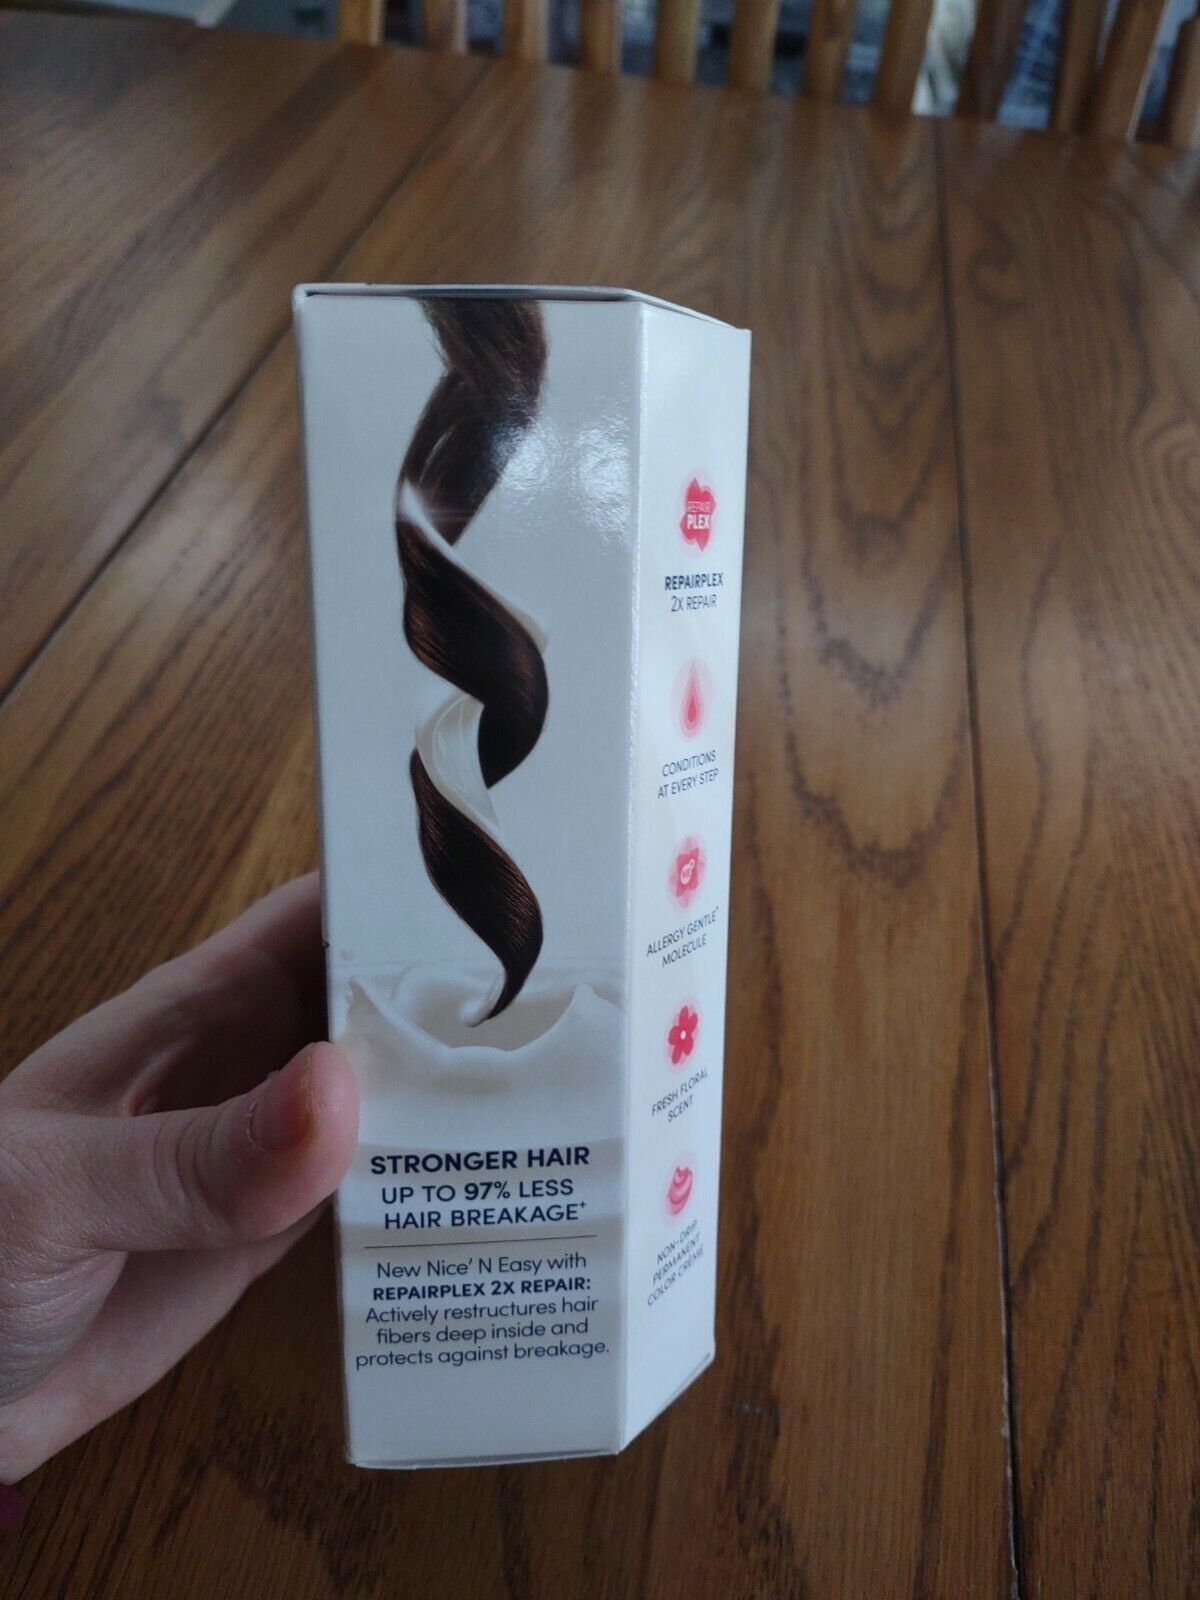 STRONGER HAIR
UP TO 97% LESS
HAIR BREAKAGE⁺
New Nice' N Easy with
REPAIRPLEX 2X REPAIR:
Actively restructures hair
fibers deep inside and
protects against breakage.
REPAIR
PLEX
REPAIRPLEX
2X REPAIR
CONDITIONS
AT EVERY STEP
ME⁺
ALLERGY GENTLE*
MOLECULE
FRESH FLORAL
SCENT
NON-DRIP
PERMANENT
COLOR CRÈME